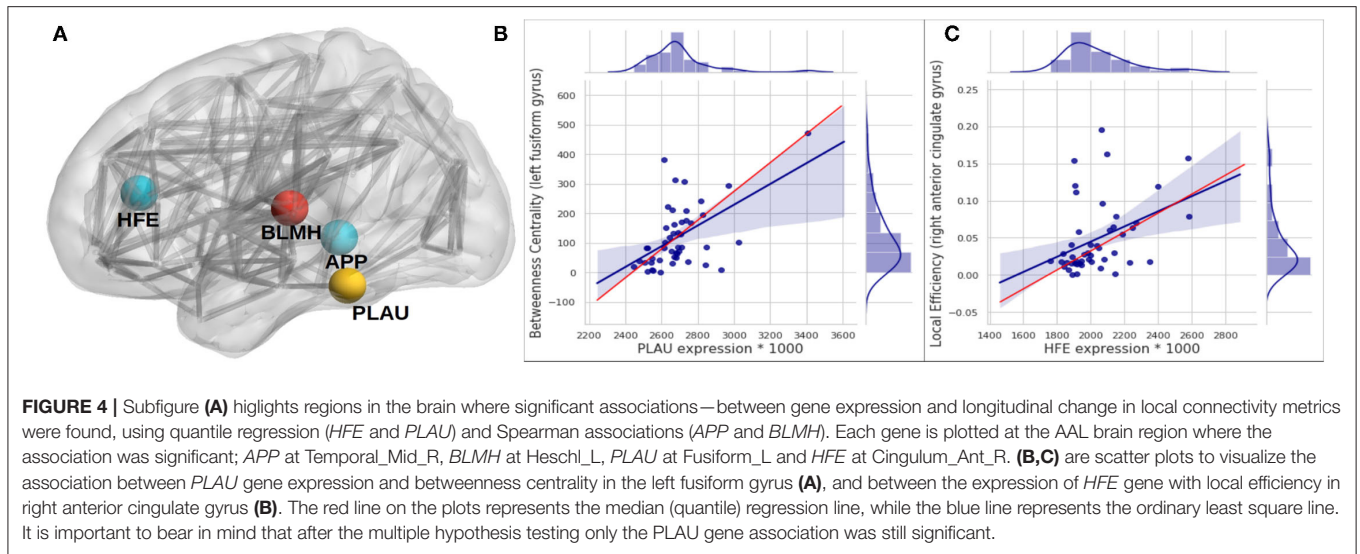 A
HFE
BLMH
APP
PLAU
B
Betweenness Centrality (left fusiform gyrus)
600
500
400
300
200
100
0
−100
2200 2400 2600 2800 3000 3200 3400 3600
PLAU expression * 1000
C
Local Efficiency (right anterior cingulate gyrus)
0.25
0.20
0.15
0.10
0.05
0.00
−0.05
1400 1600 1800 2000 2200 2400 2600 2800
HFE expression * 1000
FIGURE 4 | Subfigure (A) higlights regions in the brain where significant associations—between gene expression and longitudinal change in local connectivity metrics
were found, using quantile regression (HFE and PLAU) and Spearman associations (APP and BLMH). Each gene is plotted at the AAL brain region where the
association was significant; APP at Temporal_Mid_R, BLMH at Heschl_L, PLAU at Fusiform_L and HFE at Cingulum_Ant_R. (B,C) are scatter plots to visualize the
association between PLAU gene expression and betweenness centrality in the left fusiform gyrus (A), and between the expression of HFE gene with local efficiency in
right anterior cingulate gyrus (B). The red line on the plots represents the median (quantile) regression line, while the blue line represents the ordinary least square line.
It is important to bear in mind that after the multiple hypothesis testing only the PLAU gene association was still significant.